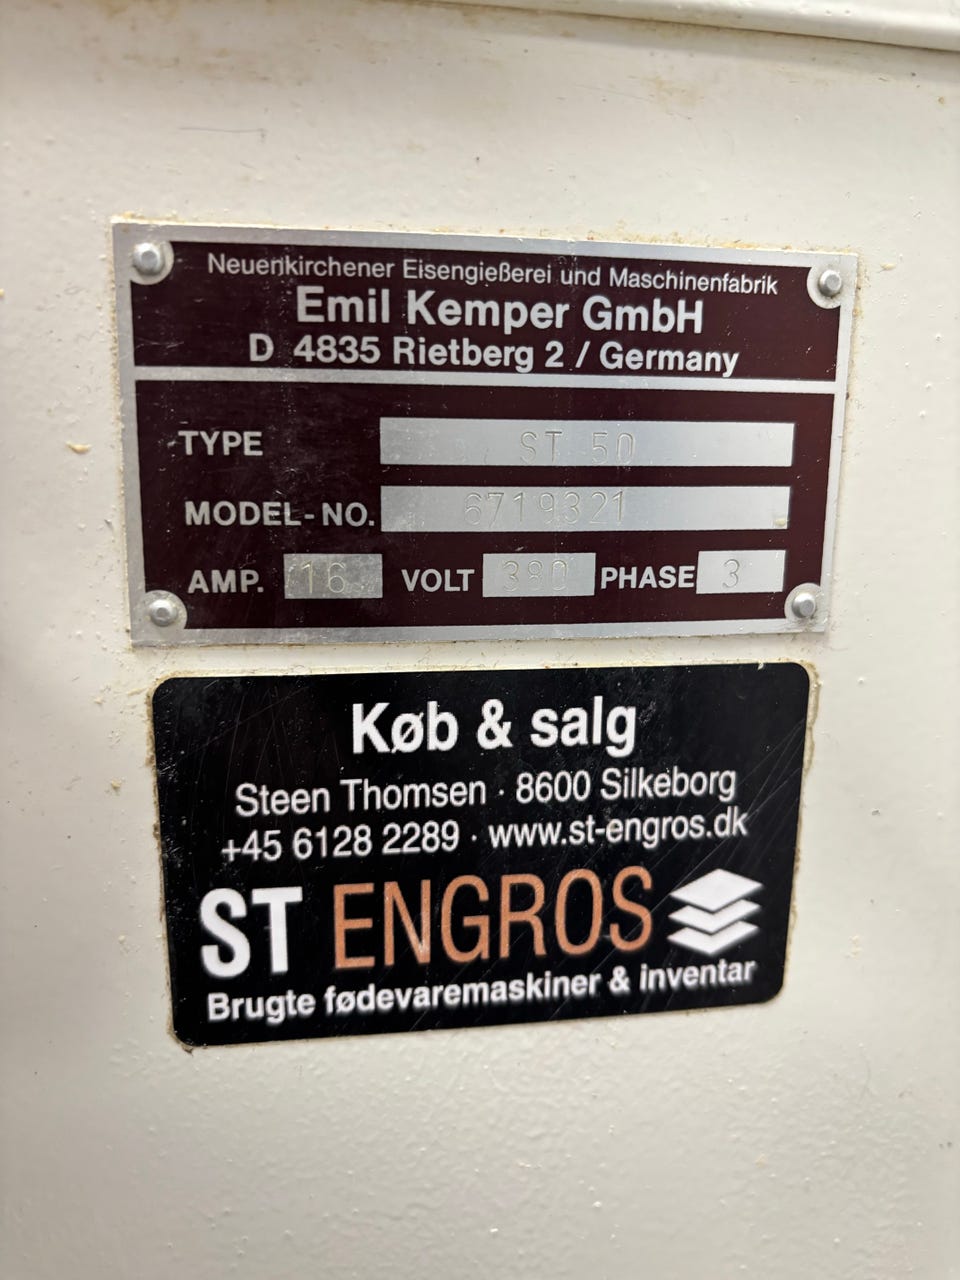 Neuenkirchener Eisengießerei und Maschinenfabrik
Emil Kemper GmbH
D 4835 Rietberg 2 / Germany
TYPE ST 50
MODEL-NO. 6719321
AMP. 16 VOLT 380 PHASE 3
Køb & salg
Steen Thomsen · 8600 Silkeborg
+45 6128 2289 · www.st-engros.dk
ST ENGROS
Brugte fødevaremaskiner & inventar